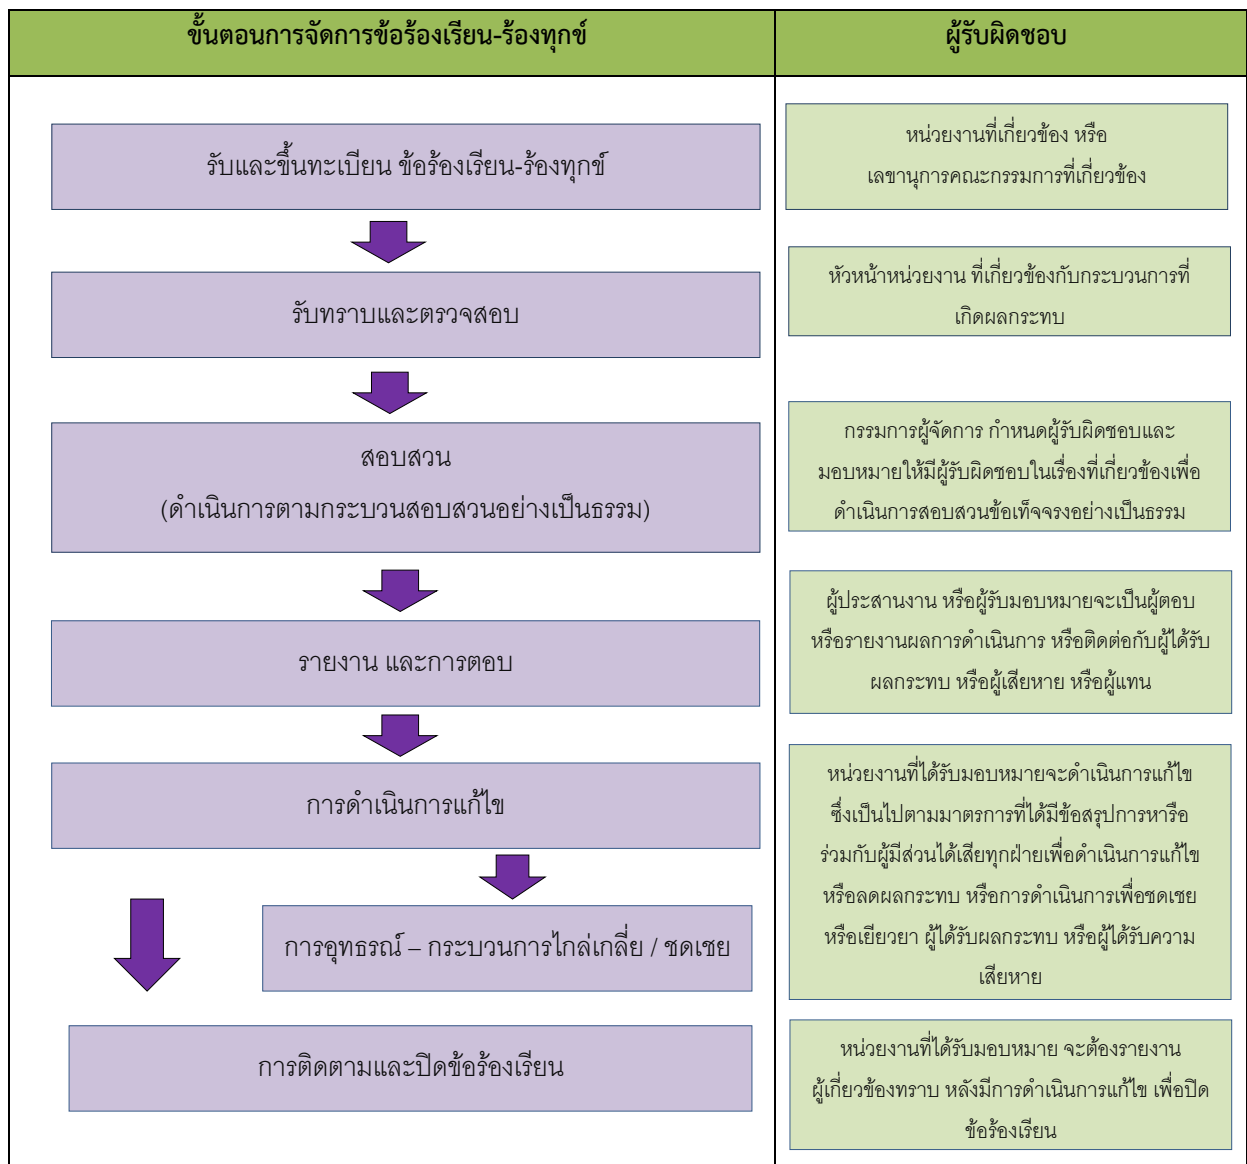 ขั้นตอนการจัดการข้อร้องเรียน-ร้องทุกข์
ผู้รับผิดชอบ
รับและขึ้นทะเบียน ข้อร้องเรียน-ร้องทุกข์
หน่วยงานที่เกี่ยวข้อง หรือ
เลขานุการคณะกรรมการที่เกี่ยวข้อง
รับทราบและตรวจสอบ
หัวหน้าหน่วยงาน ที่เกี่ยวข้องกับกระบวนการที่
เกิดผลกระทบ
สอบสวน
(ดำเนินการตามกระบวนสอบสวนอย่างเป็นธรรม)
กรรมการผู้จัดการ กำหนดผู้รับผิดชอบและ
มอบหมายให้มีผู้รับผิดชอบในเรื่องที่เกี่ยวข้องเพื่อ
ดำเนินการสอบสวนข้อเท็จจรงอย่างเป็นธรรม
รายงาน และการตอบ
ผู้ประสานงาน หรือผู้รับมอบหมายจะเป็นผู้ตอบ
หรือรายงานผลการดำเนินการ หรือติดต่อกับผู้ได้รับ
ผลกระทบ หรือผู้เสียหาย หรือผู้แทน
การดำเนินการแก้ไข
การอุทธรณ์ – กระบวนการไกล่เกลี่ย / ชดเชย
หน่วยงานที่ได้รับมอบหมายจะดำเนินการแก้ไข
ซึ่งเป็นไปตามมาตรการที่ได้มีข้อสรุปการหารือ
ร่วมกับผู้มีส่วนได้เสียทุกฝ่ายเพื่อดำเนินการแก้ไข
หรือลดผลกระทบ หรือการดำเนินการเพื่อชดเชย
หรือเยียวยา ผู้ได้รับผลกระทบ หรือผู้ได้รับความ
เสียหาย
การติดตามและปิดข้อร้องเรียน
หน่วยงานที่ได้รับมอบหมาย จะต้องรายงาน
ผู้เกี่ยวข้องทราบ หลังมีการดำเนินการแก้ไข เพื่อปิด
ข้อร้องเรียน